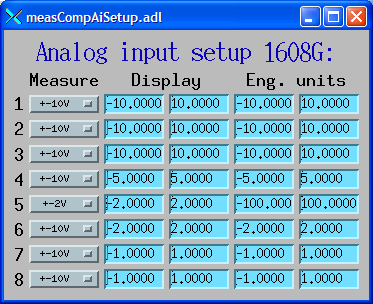 measCompAiSetup.adl
Analog input setup 1608G:
Measure Display Eng. units
1 +-10V -10.0000 10.0000 -10.0000 10.0000
2 +-10V -10.0000 10.0000 -10.0000 10.0000
3 +-10V -10.0000 10.0000 -10.0000 10.0000
4 +-10V -5.0000 5.0000 -5.0000 5.0000
5 +-2V -2.0000 2.0000 -100.000 100.0000
6 +-10V -2.0000 2.0000 -2.0000 2.0000
7 +-10V -1.0000 1.0000 -1.0000 1.0000
8 +-10V -1.0000 1.0000 -1.0000 1.0000